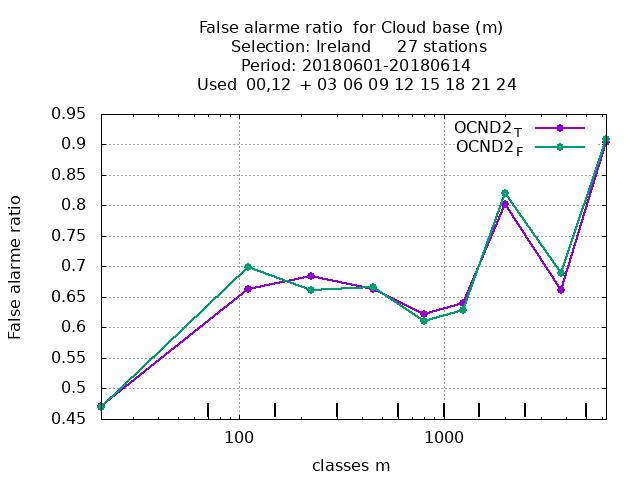 False alarme ratio  for Cloud base (m)
Selection: Ireland     27 stations
Period: 20180601-20180614
Used  00,12  + 03 06 09 12 15 18 21 24
OCND2T
OCND2F
False alarme ratio
0.95
0.9
0.85
0.8
0.75
0.7
0.65
0.6
0.55
0.5
0.45
100
1000
classes m